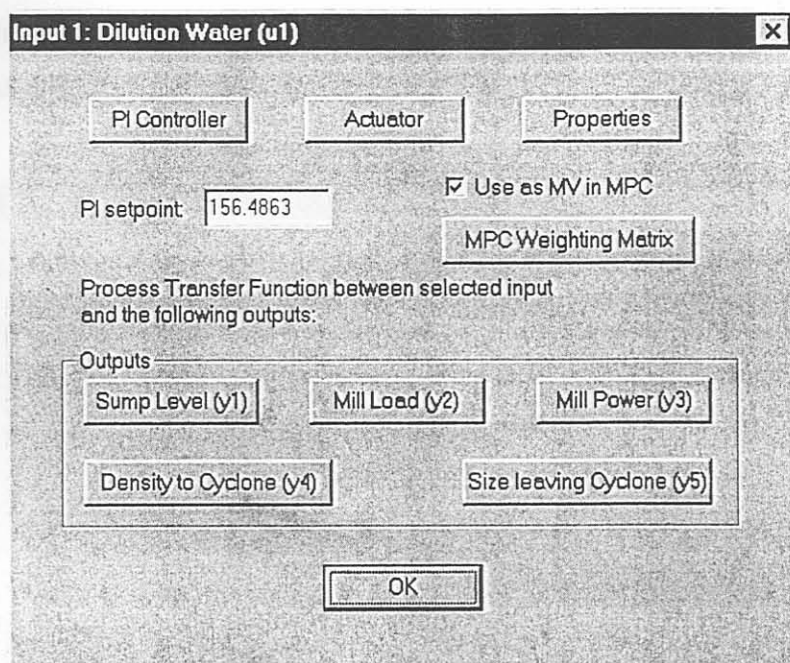 Input 1: Dilution Water (u1)
PI Controller
Actuator
Properties
PI setpoint:
156.4863
Use as MV in MPC
MPC Weighting Matrix
Process Transfer Function between selected input
and the following outputs:
Outputs
Sump Level (y1)
Mill Load (y2)
Mill Power (y3)
Density to Cyclone (y4)
Size leaving Cyclone (y5)
OK